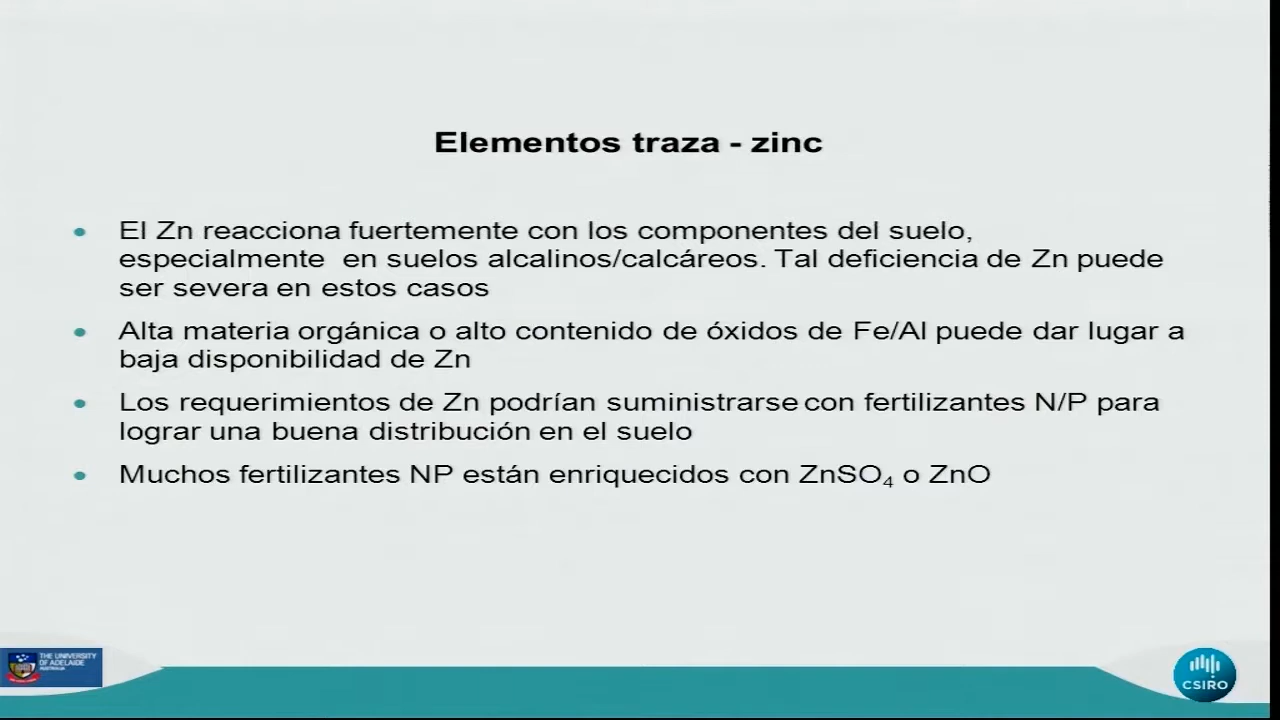 Elementos traza - zinc
• El Zn reacciona fuertemente con los componentes del suelo,
especialmente en suelos alcalinos/calcáreos. Tal deficiencia de Zn puede
ser severa en estos casos
• Alta materia orgánica o alto contenido de óxidos de Fe/Al puede dar lugar a
baja disponibilidad de Zn
• Los requerimientos de Zn podrían suministrarse con fertilizantes N/P para
lograr una buena distribución en el suelo
• Muchos fertilizantes NP están enriquecidos con ZnSO₄ o ZnO
THE UNIVERSITY
OF ADELAIDE
AUSTRALIA
CSIRO